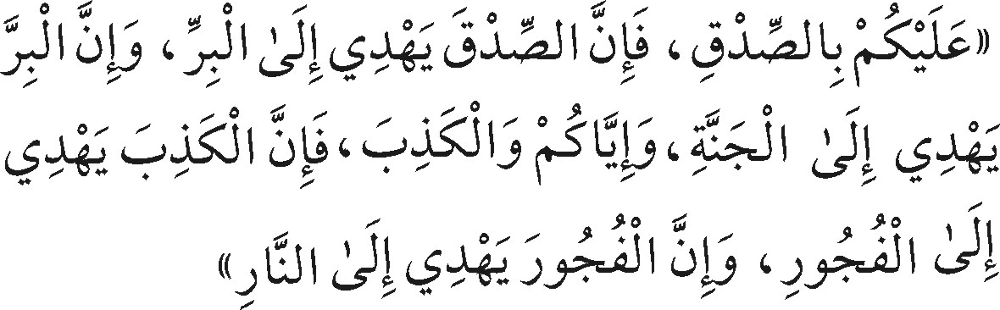 «عَلَيْكُمْ بِالصِّدْقِ، فَإِنَّ الصِّدْقَ يَهْدِي إِلَىٰ الْبِرِّ، وَإِنَّ الْبِرَّ
يَهْدِي إِلَىٰ الْجَنَّةِ، وَإِيَّاكُمْ وَالْكَذِبَ، فَإِنَّ الْكَذِبَ يَهْدِي
إِلَىٰ الْفُجُورِ، وَإِنَّ الْفُجُورَ يَهْدِي إِلَىٰ النَّارِ»